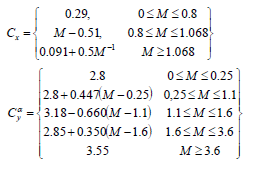 C_x = { 0.29, 0≤M≤0.8
M−0.51, 0.8≤M≤1.068
0.091+0.5M⁻¹ M≥1.068 }
C_y^α = { 2.8 0≤M≤0.25
2.8+0.447(M−0.25) 0,25≤M≤1.1
3.18−0.660(M−1.1) 1.1≤M≤1.6
2.85+0.350(M−1.6) 1.6≤M≤3.6
3.55 M≥3.6 }